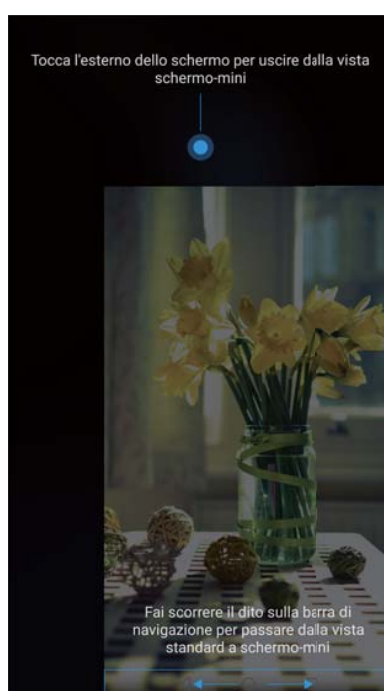 Tocca l'esterno dello schermo per uscire dalla vista
schermo-mini
Fai scorrere il dito sulla barra di
navigazione per passare dalla vista
standard a schermo-mini